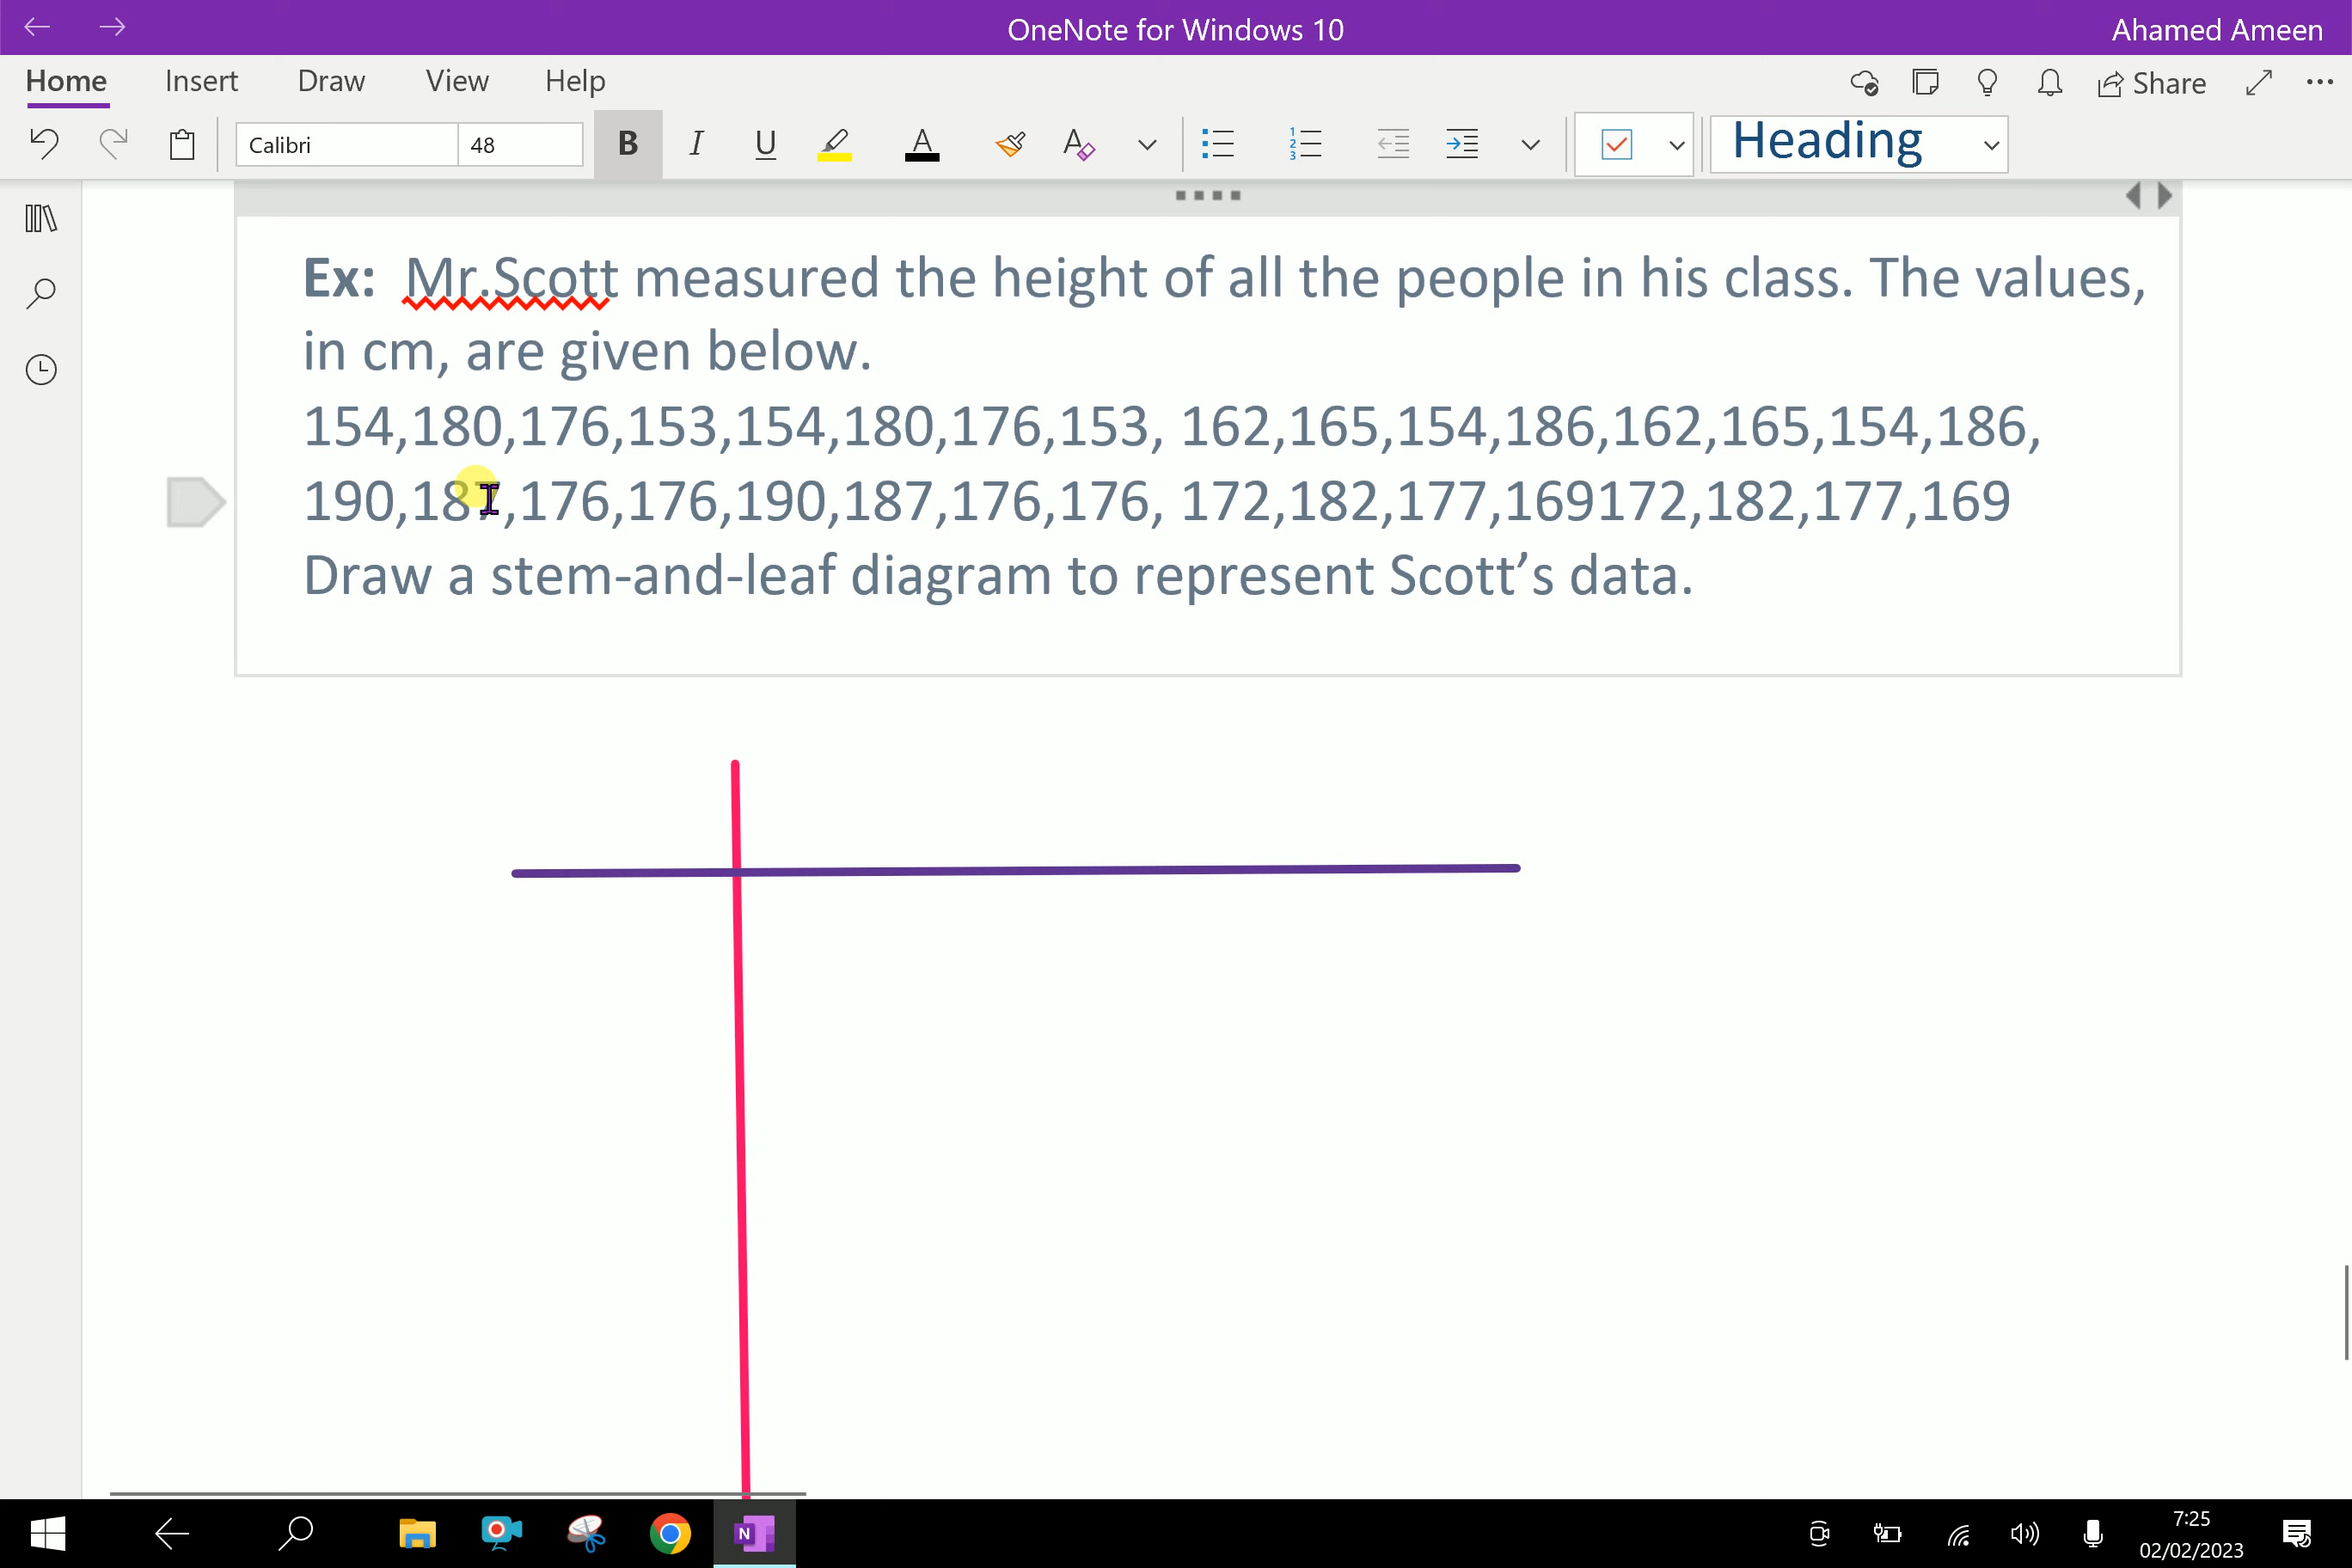 OneNote for Windows 10
Ahamed Ameen
Home Insert Draw View Help
Share
Calibri 48 B I U A A Heading
Ex: Mr.Scott measured the height of all the people in his class. The values,
in cm, are given below.
154,180,176,153,154,180,176,153, 162,165,154,186,162,165,154,186,
190,187,176,176,190,187,176,176, 172,182,177,169172,182,177,169
Draw a stem-and-leaf diagram to represent Scott’s data.
N
7:25
02/02/2023